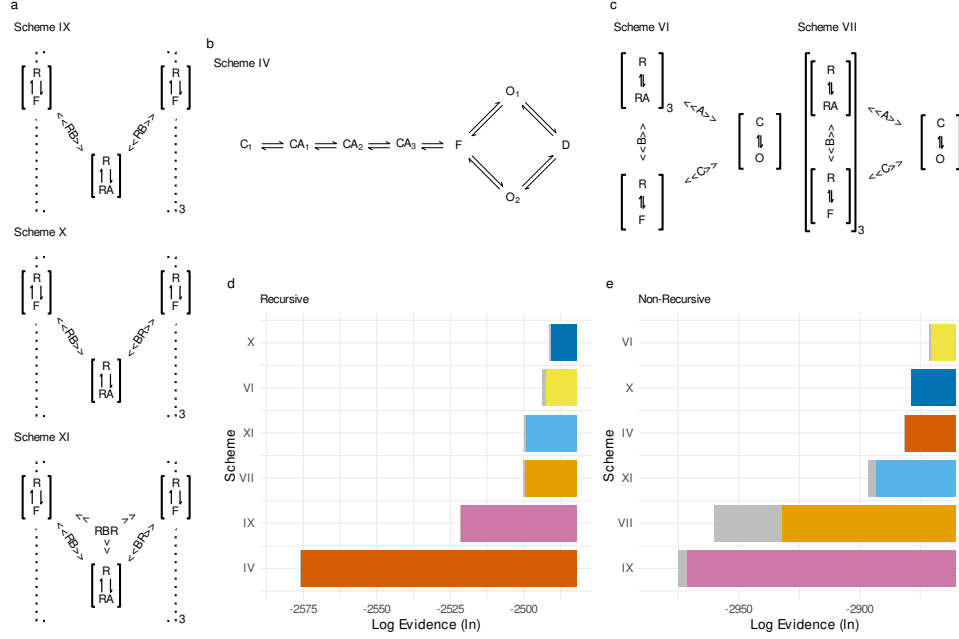 a
Scheme IX
R
F
R
F
<<RB>>
<<RB>>
R
RA
3
Scheme X
R
F
R
F
<<RB>>
<<BR>>
R
RA
3
Scheme XI
R
F
R
F
<< >>
RBR
<<RB>>
<<BR>>
R
RA
3
b
Scheme IV
C1 CA1 CA2 CA3 F O1 D
O2
c
Scheme VI
R
RA
3
<<A>>
<<B>>
C
O
<<C>>
R
F
Scheme VII
R
RA
<<A>>
<<B>>
C
O
<<C>>
R
F
3
d
Recursive
Scheme
X
VI
XI
VII
IX
IV
-2575 -2550 -2525 -2500
Log Evidence (ln)
e
Non-Recursive
Scheme
VI
X
IV
XI
VII
IX
-2950 -2900
Log Evidence (ln)